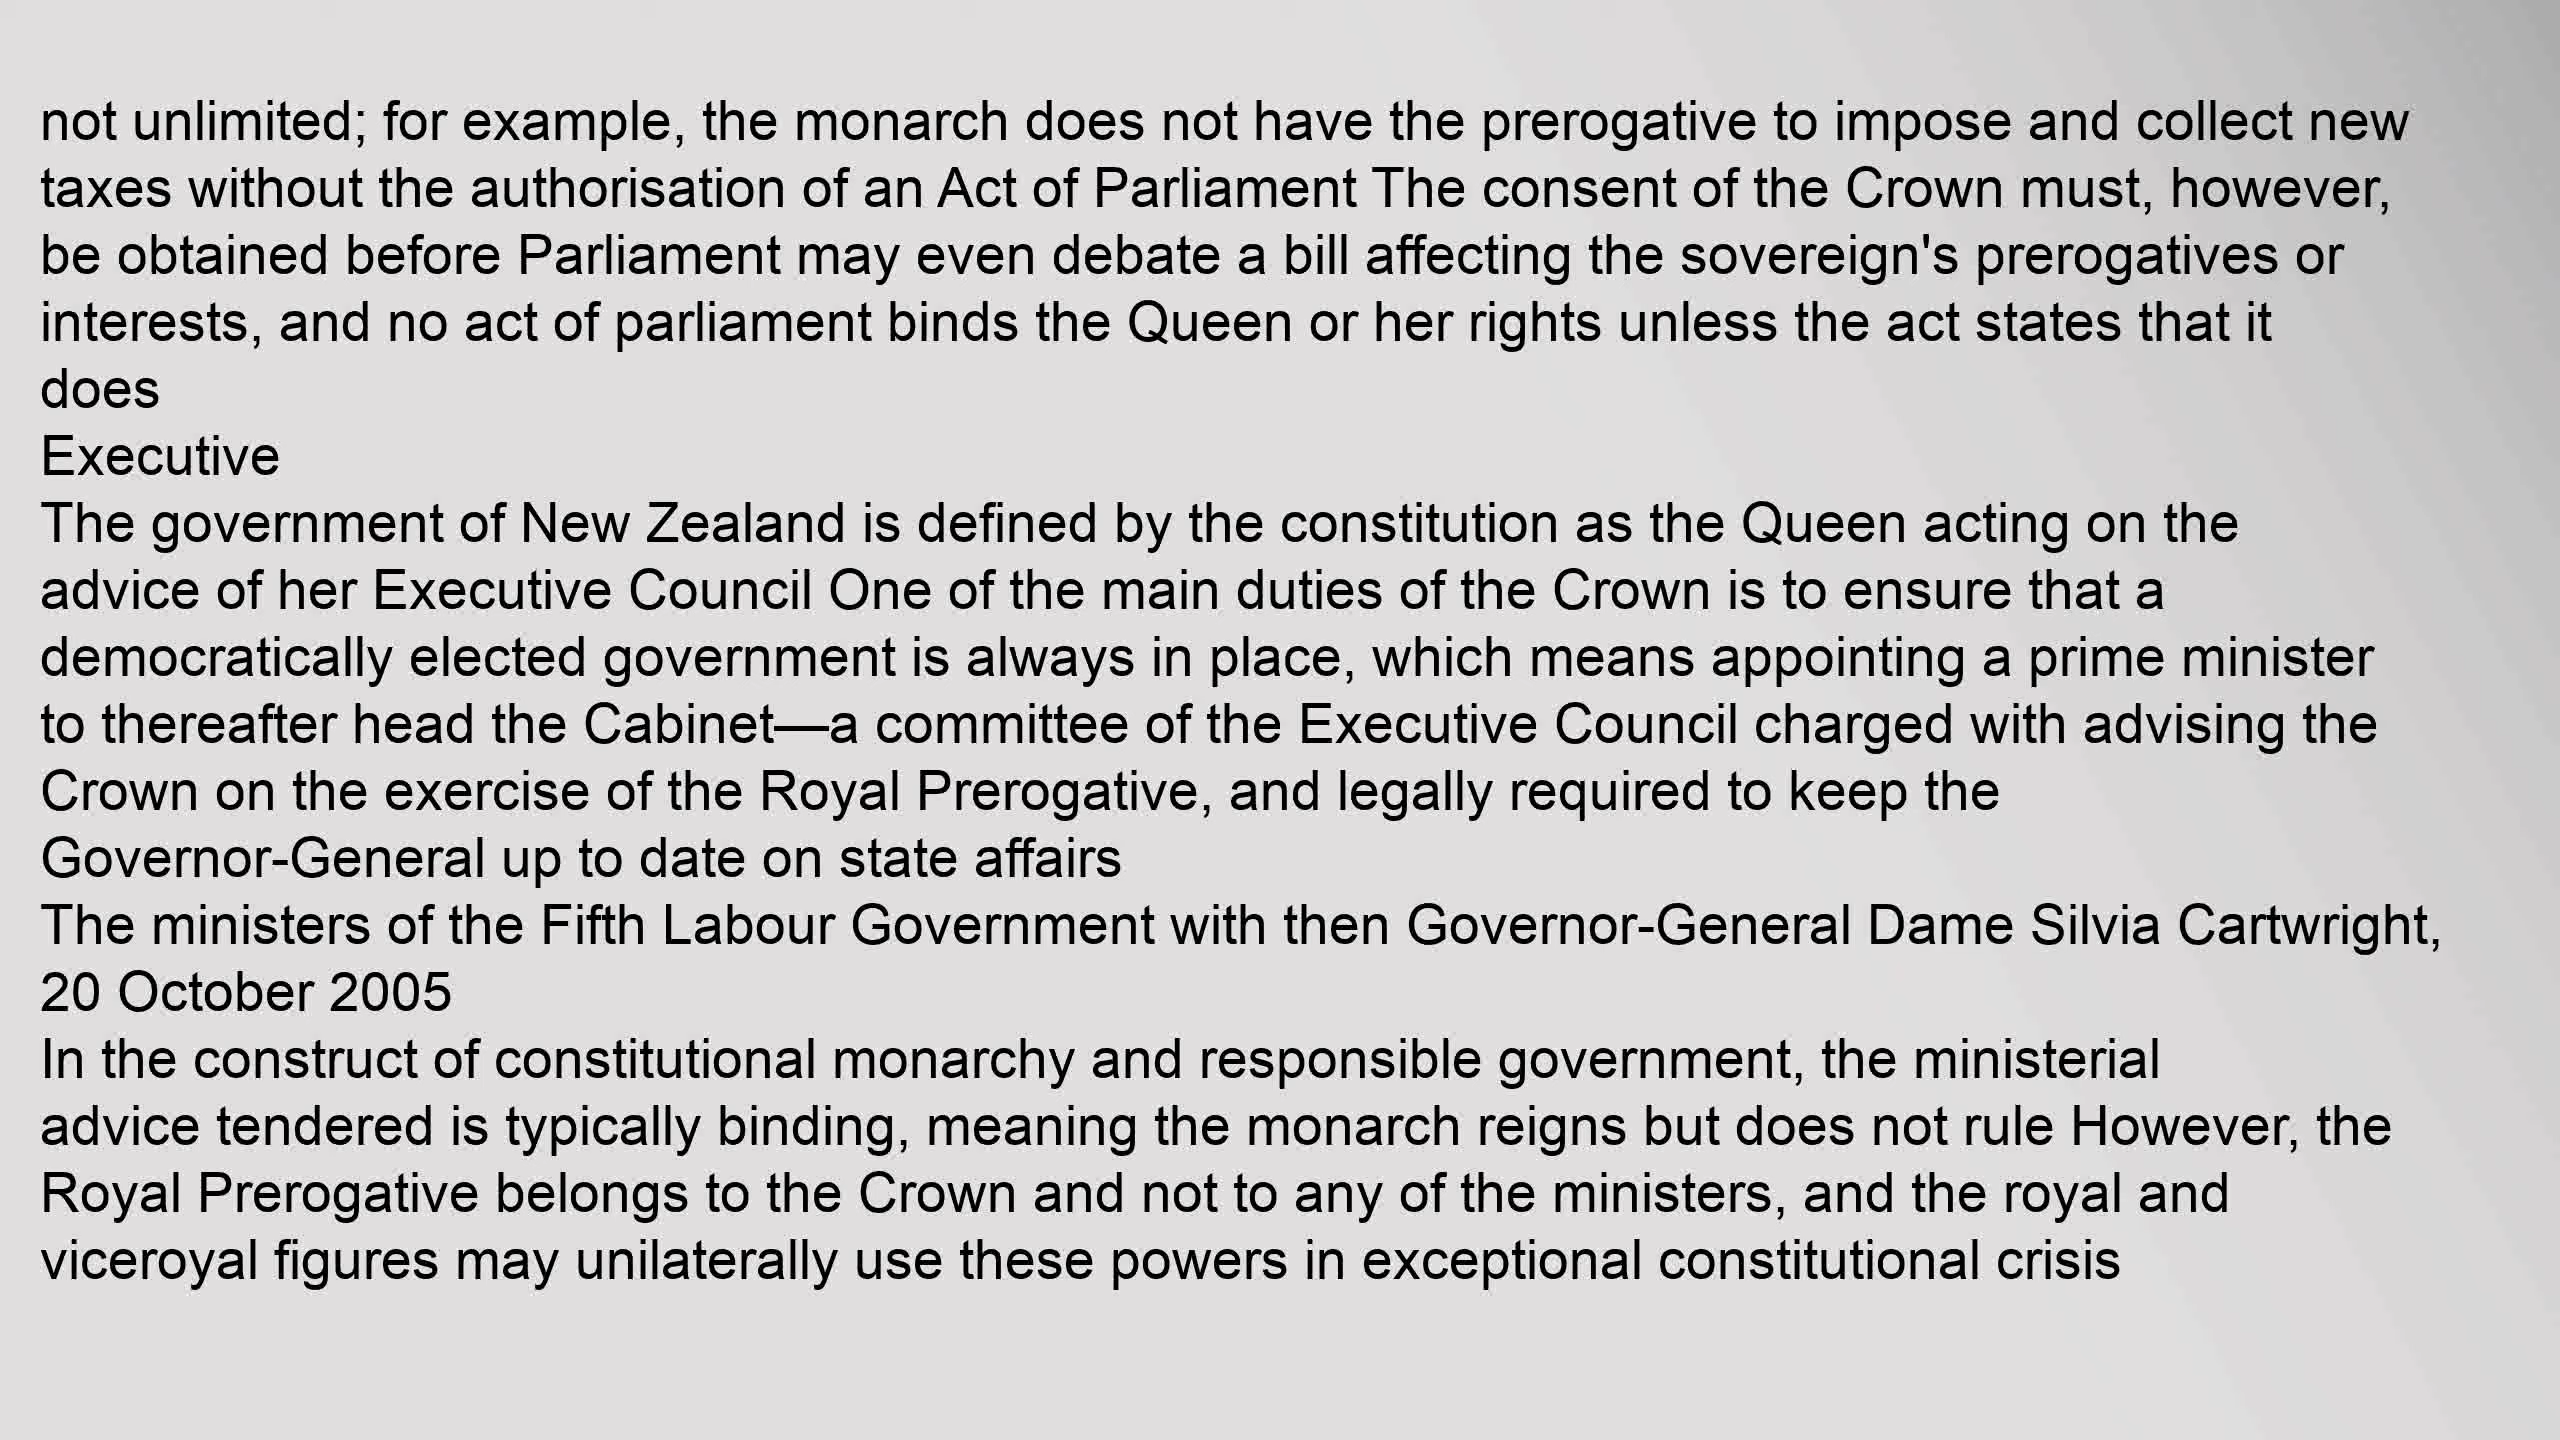 not unlimited; for example, the monarch does not have the prerogative to impose and collect new
taxes without the authorisation of an Act of Parliament The consent of the Crown must, however,
be obtained before Parliament may even debate a bill affecting the sovereign's prerogatives or
interests, and no act of parliament binds the Queen or her rights unless the act states that it
does
Executive
The government of New Zealand is defined by the constitution as the Queen acting on the
advice of her Executive Council One of the main duties of the Crown is to ensure that a
democratically elected government is always in place, which means appointing a prime minister
to thereafter head the Cabinet—a committee of the Executive Council charged with advising the
Crown on the exercise of the Royal Prerogative, and legally required to keep the
Governor-General up to date on state affairs
The ministers of the Fifth Labour Government with then Governor-General Dame Silvia Cartwright,
20 October 2005
In the construct of constitutional monarchy and responsible government, the ministerial
advice tendered is typically binding, meaning the monarch reigns but does not rule However, the
Royal Prerogative belongs to the Crown and not to any of the ministers, and the royal and
viceroyal figures may unilaterally use these powers in exceptional constitutional crisis